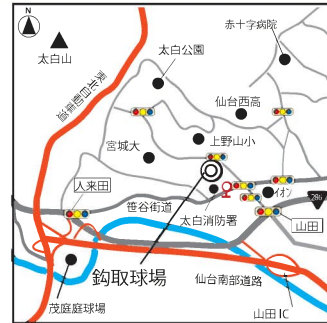 N
赤十字病院
太白山
太白公園
東北自動車道
仙台西高
宮城大
上野山小
人来田
笹谷街道
イオン
286
太白消防署
山田
鈎取球場
仙台南部道路
茂庭庭球場
山田IC